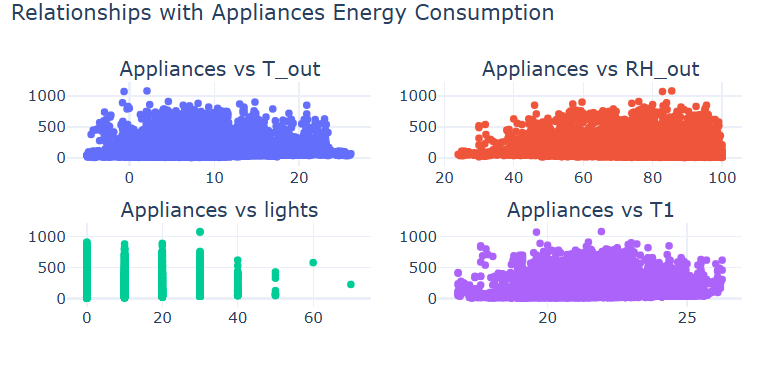 Relationships with Appliances Energy Consumption
Appliances vs T_out
Appliances vs RH_out
1000
500
0
0 10 20
1000
500
0
20 40 60 80 100
Appliances vs lights
Appliances vs T1
1000
500
0
0 20 40 60
1000
500
0
20 25